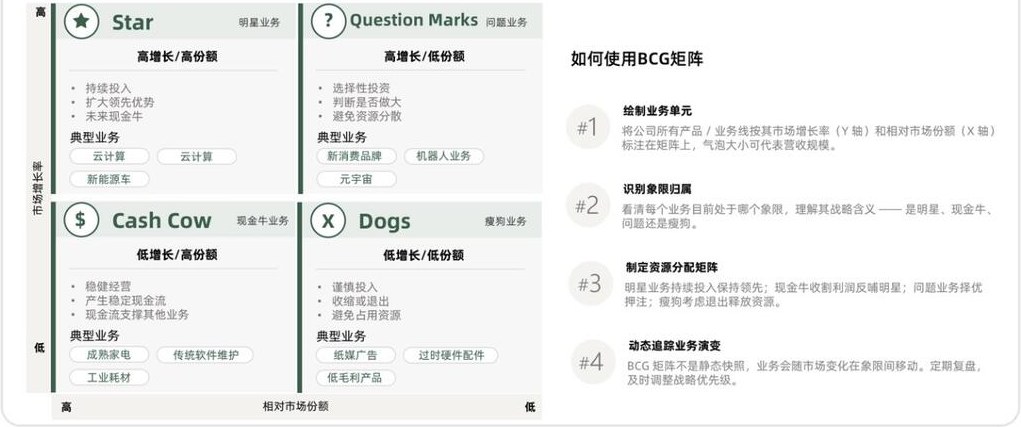 高
Star
明星业务
高增长/高份额
• 持续投入
• 扩大领先优势
• 未来现金牛
典型业务
云计算
云计算
新能源车
?
Question Marks
问题业务
高增长/低份额
• 选择性投资
• 判断是否做大
• 避免资源分散
典型业务
新消费品牌
机器人业务
元宇宙
市场增长率
$
Cash Cow
现金牛业务
低增长/高份额
• 稳健经营
• 产生稳定现金流
• 现金流支撑其他业务
典型业务
成熟家电
传统软件维护
工业耗材
X
Dogs
瘦狗业务
低增长/低份额
• 谨慎投入
• 收缩或退出
• 避免占用资源
典型业务
纸媒广告
过时硬件配件
低毛利产品
低
高
相对市场份额
低
如何使用BCG矩阵
#1
绘制业务单元
将公司所有产品 / 业务线按其市场增长率（Y 轴）和相对市场份额（X 轴）
标注在矩阵上，气泡大小可代表营收规模。
#2
识别象限归属
看清每个业务目前处于哪个象限，理解其战略含义 —— 是明星、现金牛、
问题还是瘦狗。
#3
制定资源分配矩阵
明星业务持续投入保持领先；现金牛收割利润反哺明星；问题业务择优
押注；瘦狗考虑退出释放资源。
#4
动态追踪业务演变
BCG 矩阵不是静态快照，业务会随市场变化在象限间移动。定期复盘，
及时调整战略优先级。